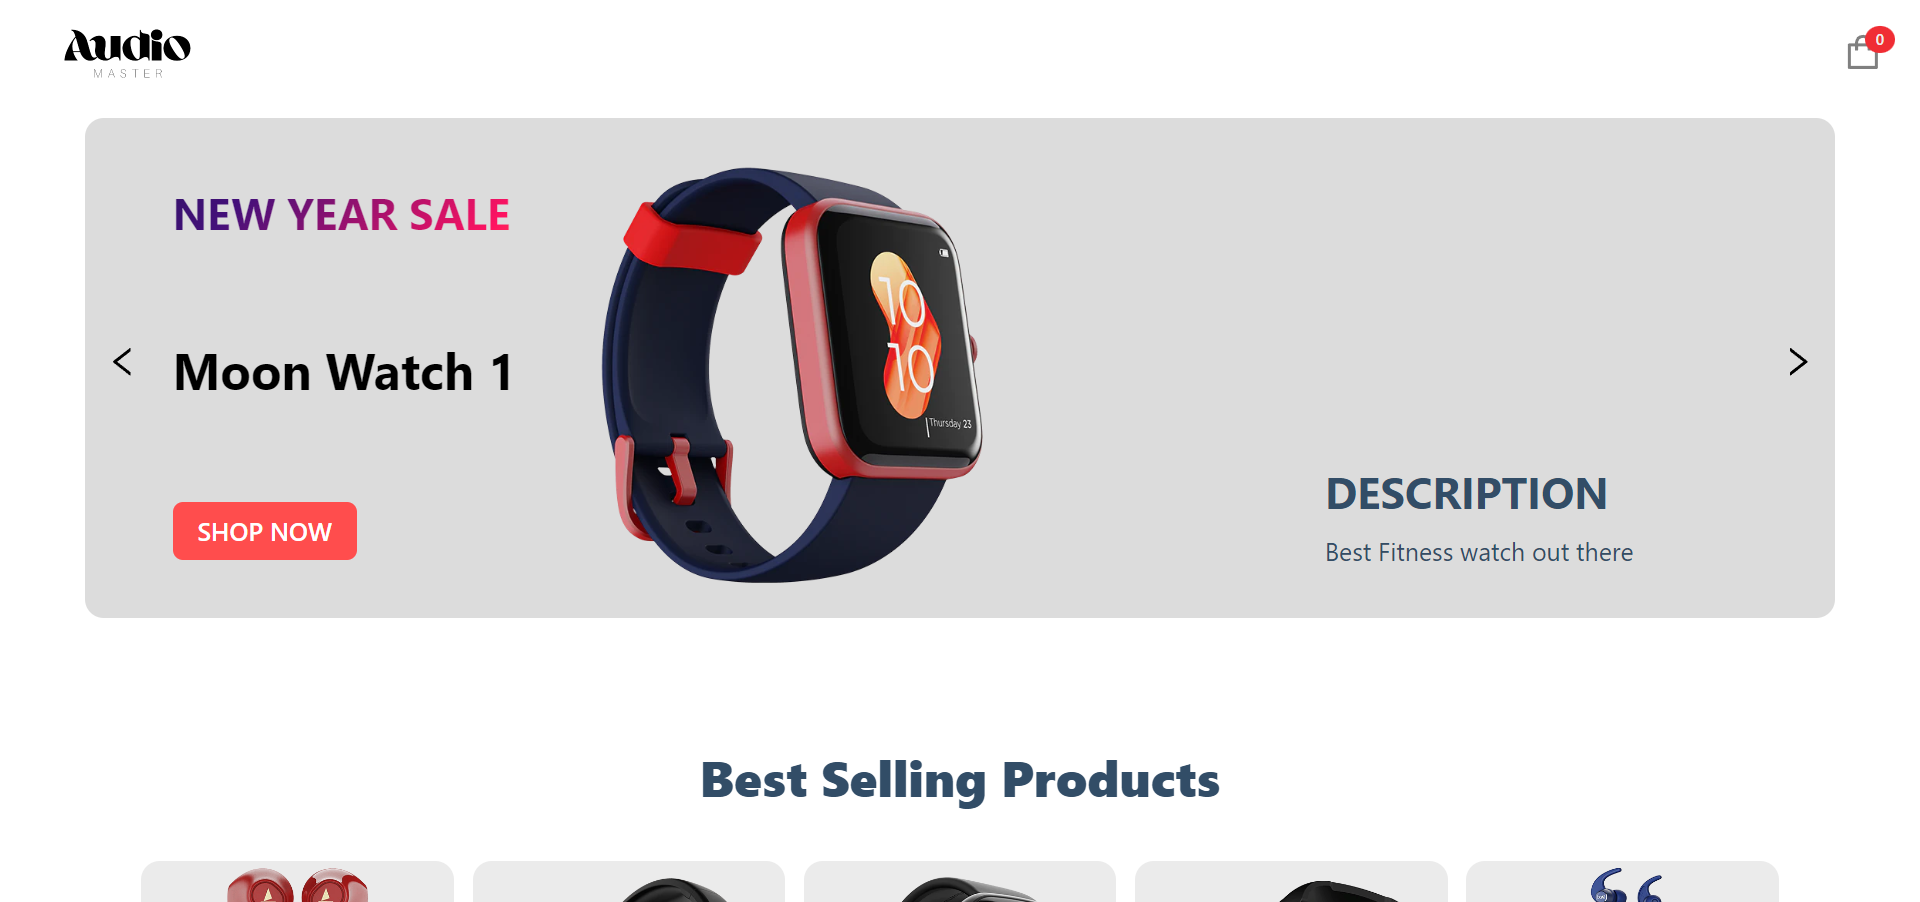 Audio
MASTER
0
NEW YEAR SALE
Moon Watch 1
SHOP NOW
10
10
Thursday 23
DESCRIPTION
Best Fitness watch out there
Best Selling Products